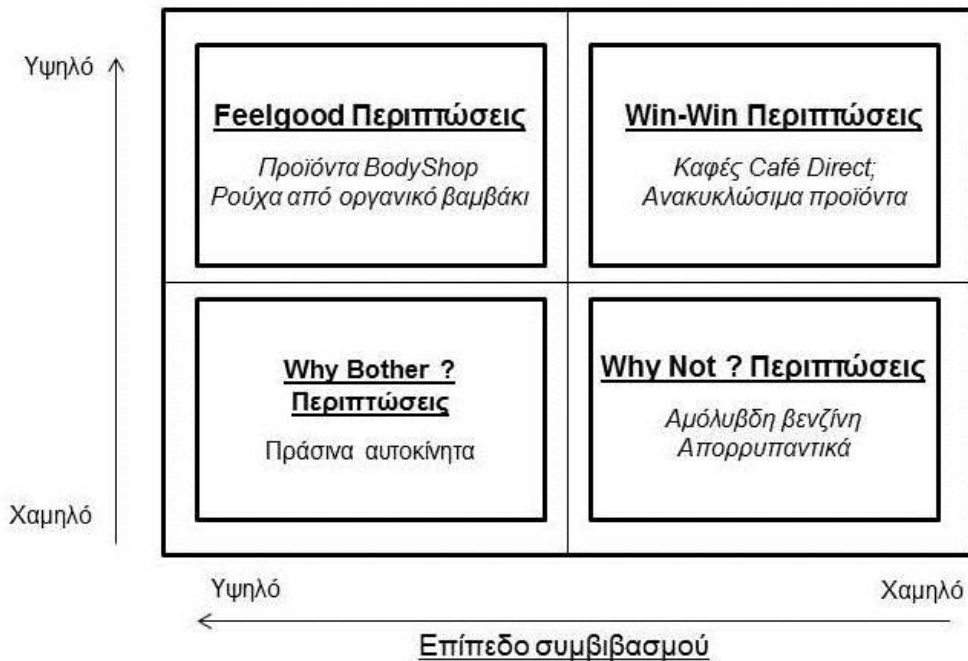 Υψηλό
Feelgood Περιπτώσεις
Προϊόντα BodyShop
Ρούχα από οργανικό βαμβάκι
Win-Win Περιπτώσεις
Καφές Café Direct;
Ανακυκλώσιμα προϊόντα
Why Bother ?
Περιπτώσεις
Πράσινα αυτοκίνητα
Why Not ? Περιπτώσεις
Αμόλυβδη βενζίνη
Απορρυπαντικά
Χαμηλό
Υψηλό
Χαμηλό
Επίπεδο συμβιβασμού